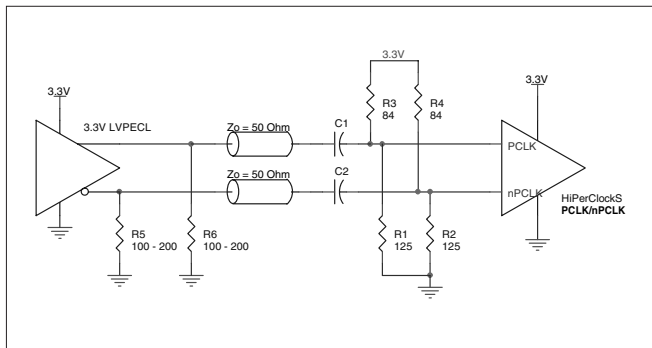 3.3V
3.3V LVPECL
Zo = 50 Ohm
C1
3.3V
R3
84
R4
84
3.3V
PCLK
Zo = 50 Ohm
C2
nPCLK
HiPerClockS
PCLK/nPCLK
R5
100 - 200
R6
100 - 200
R1
125
R2
125